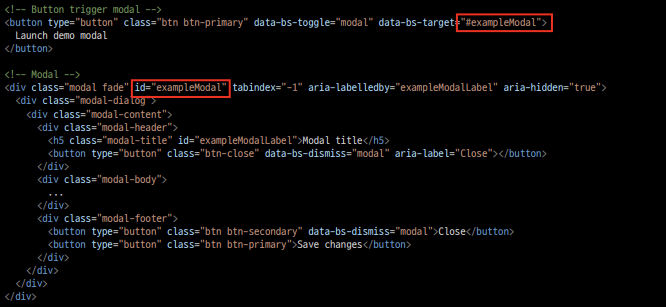 <!-- Button trigger modal -->
<button type="button" class="btn btn-primary" data-bs-toggle="modal" data-bs-target="#exampleModal">
Launch demo modal
</button>
<!-- Modal -->
<div class="modal fade" id="exampleModal" tabindex="-1" aria-labelledby="exampleModalLabel" aria-hidden="true">
<div class="modal-dialog">
<div class="modal-content">
<div class="modal-header">
<h5 class="modal-title" id="exampleModalLabel">Modal title</h5>
<button type="button" class="btn-close" data-bs-dismiss="modal" aria-label="Close"></button>
</div>
<div class="modal-body">
...
</div>
<div class="modal-footer">
<button type="button" class="btn btn-secondary" data-bs-dismiss="modal">Close</button>
<button type="button" class="btn btn-primary">Save changes</button>
</div>
</div>
</div>
</div>